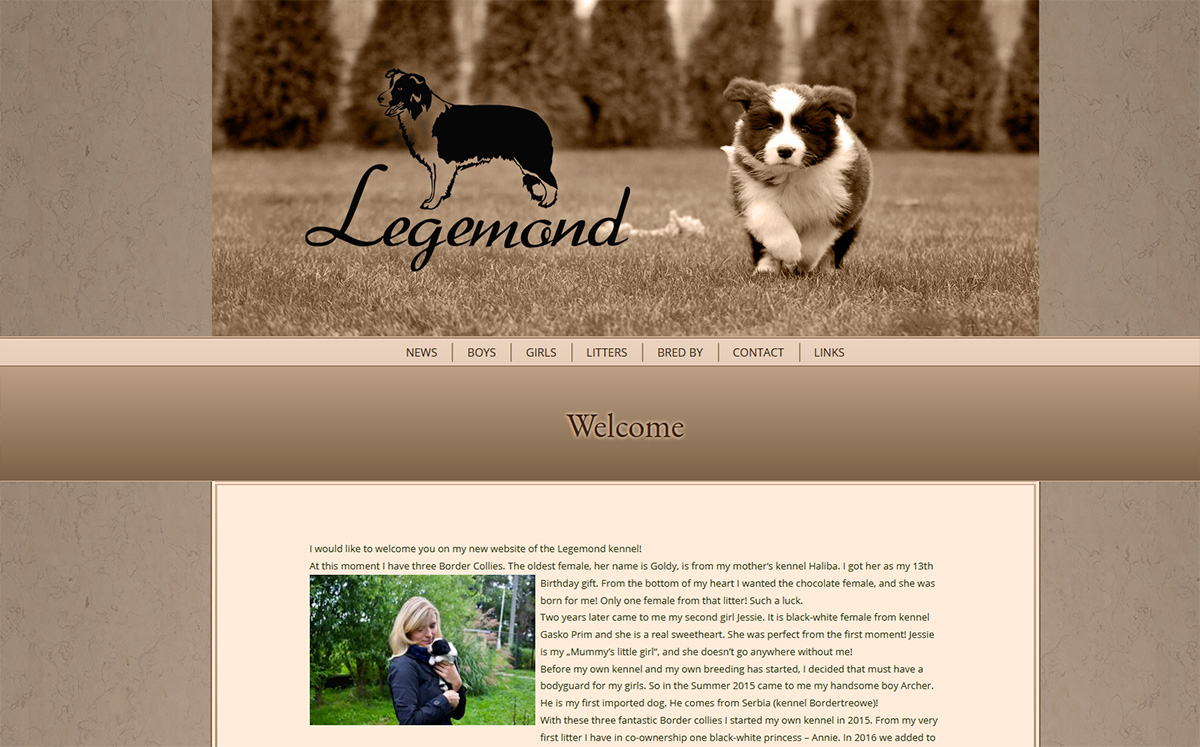 Legemond
NEWS BOYS GIRLS LITTERS BRED BY CONTACT LINKS
Welcome
I would like to welcome you on my new website of the Legemond kennel!
At this moment I have three Border Collies. The oldest female, her name is Goldy, is from my mother's kennel Haliba. I got her as my 13th
Birthday gift. From the bottom of my heart I wanted the chocolate female, and she was
born for me! Only one female from that litter! Such a luck.
Two years later came to me my second girl Jessie. It is black-white female from kennel
Gasko Prim and she is a real sweetheart. She was perfect from the first moment! Jessie
is my „Mummy's little girl“, and she doesn't go anywhere without me!
Before my own kennel and my own breeding has started, I decided that must have a
bodyguard for my girls. So in the Summer 2015 came to me my handsome boy Archer.
He is my first imported dog. He comes from Serbia (kennel Bordertreowe)!
With these three fantastic Border collies I started my own kennel in 2015. From my very
first litter I have in co-ownership one black-white princess – Annie. In 2016 we added to